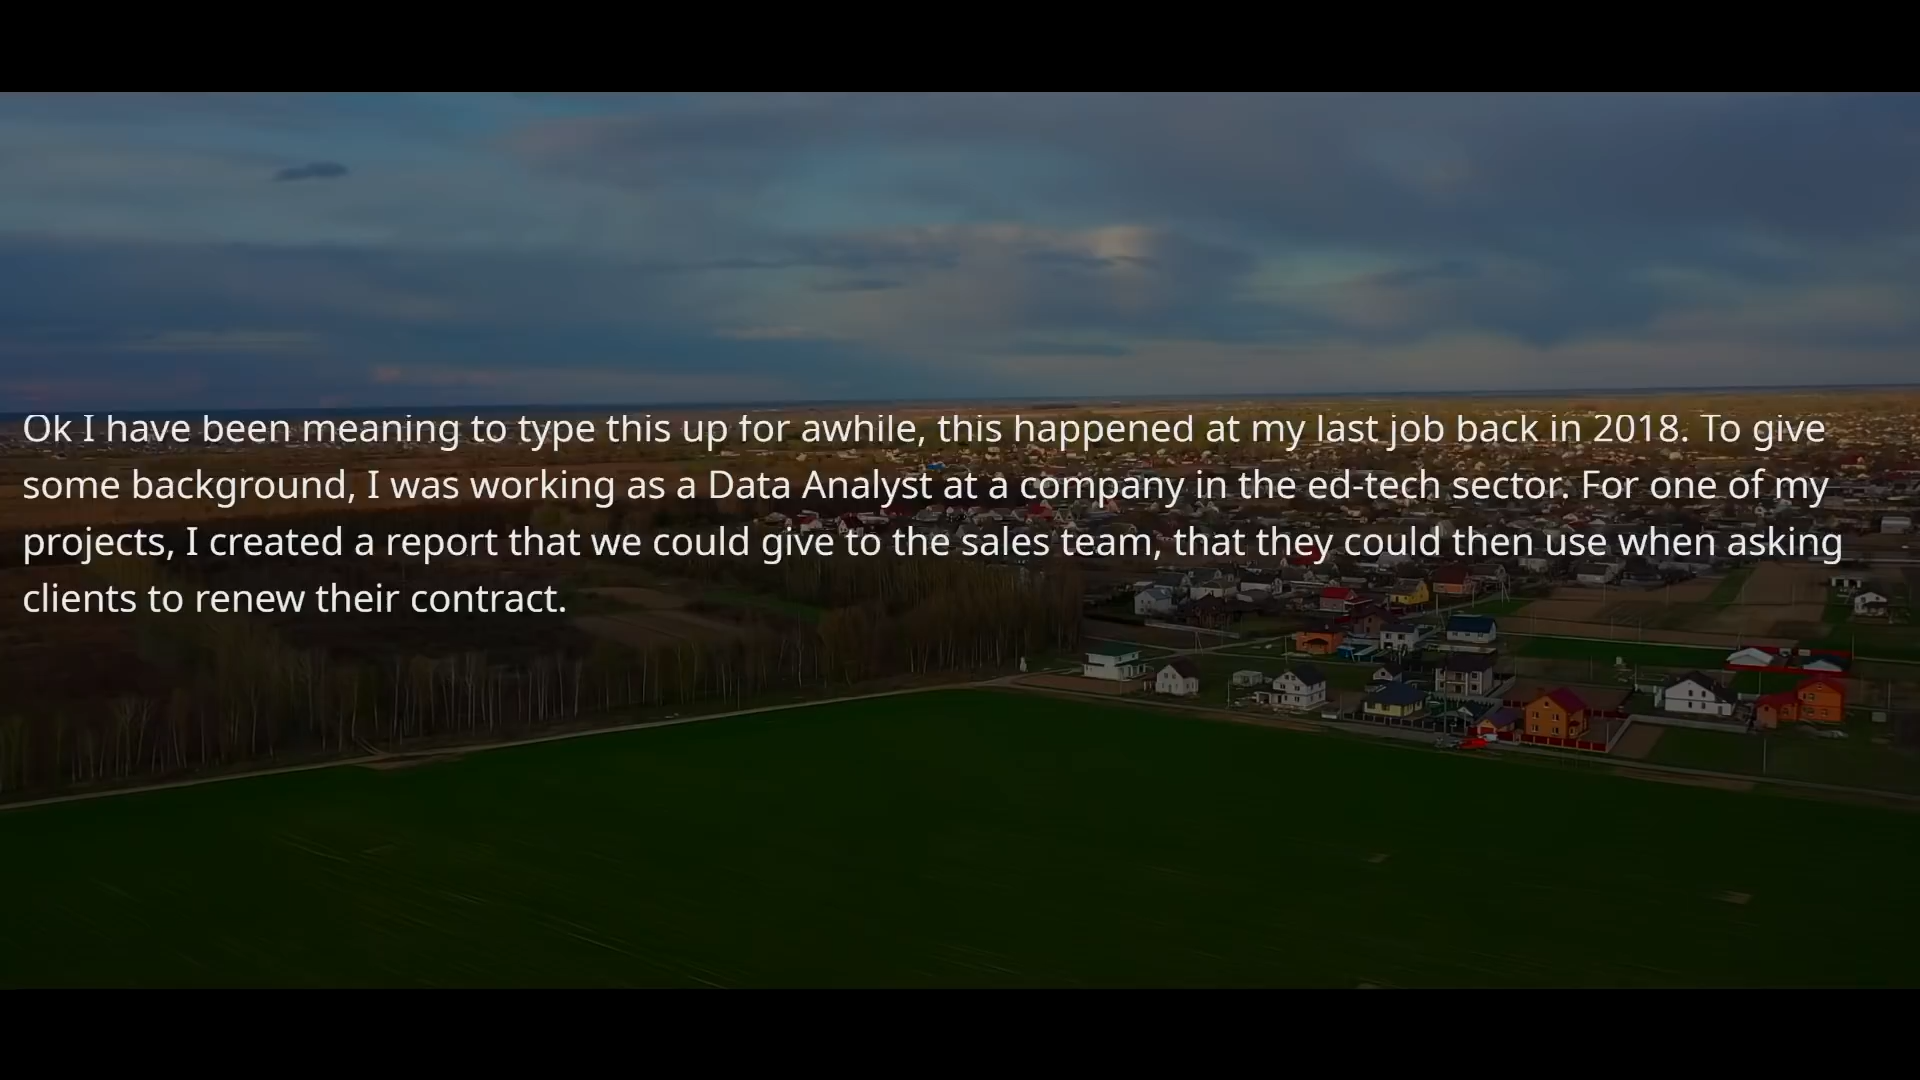 Ok I have been meaning to type this up for awhile, this happened at my last job back in 2018. To give
some background, I was working as a Data Analyst at a company in the ed-tech sector. For one of my
projects, I created a report that we could give to the sales team, that they could then use when asking
clients to renew their contract.